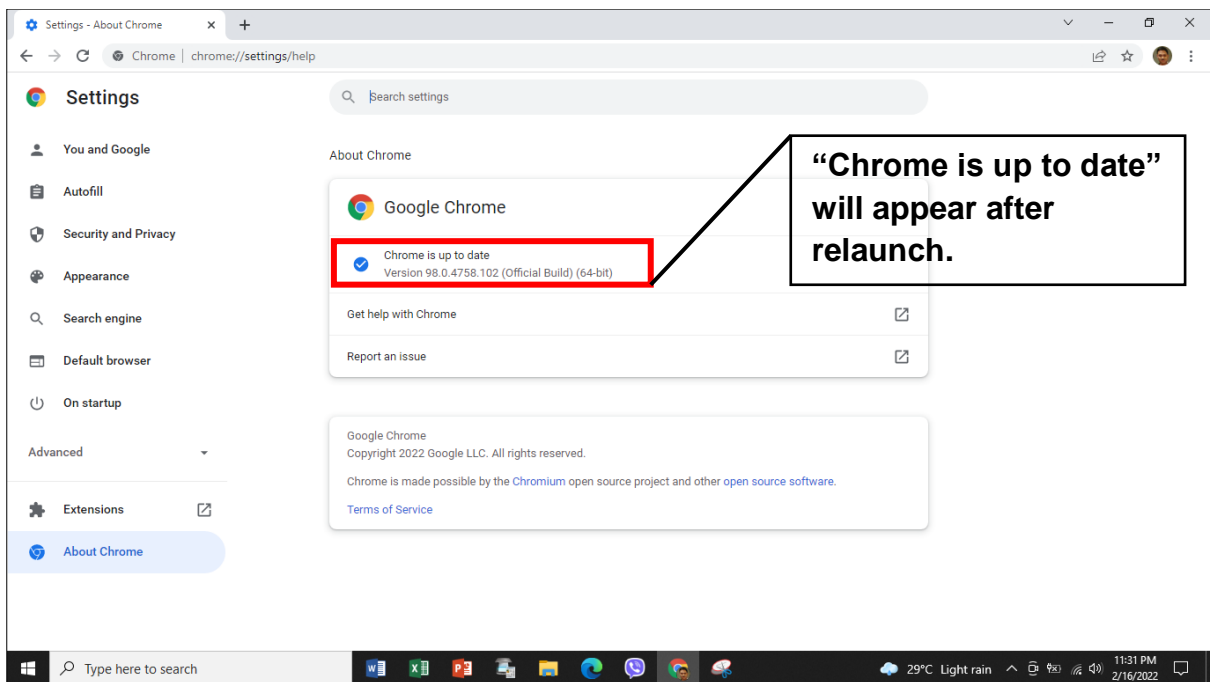 Settings - About Chrome
Chrome | chrome://settings/help
Settings
Search settings
You and Google
Autofill
Security and Privacy
Appearance
Search engine
Default browser
On startup
Advanced
Extensions
About Chrome
About Chrome
Google Chrome
Chrome is up to date
Version 98.0.4758.102 (Official Build) (64-bit)
Get help with Chrome
Report an issue
“Chrome is up to date”
will appear after
relaunch.
Google Chrome
Copyright 2022 Google LLC. All rights reserved.
Chrome is made possible by the Chromium open source project and other open source software.
Terms of Service
Type here to search
29°C Light rain
11:31 PM
2/16/2022